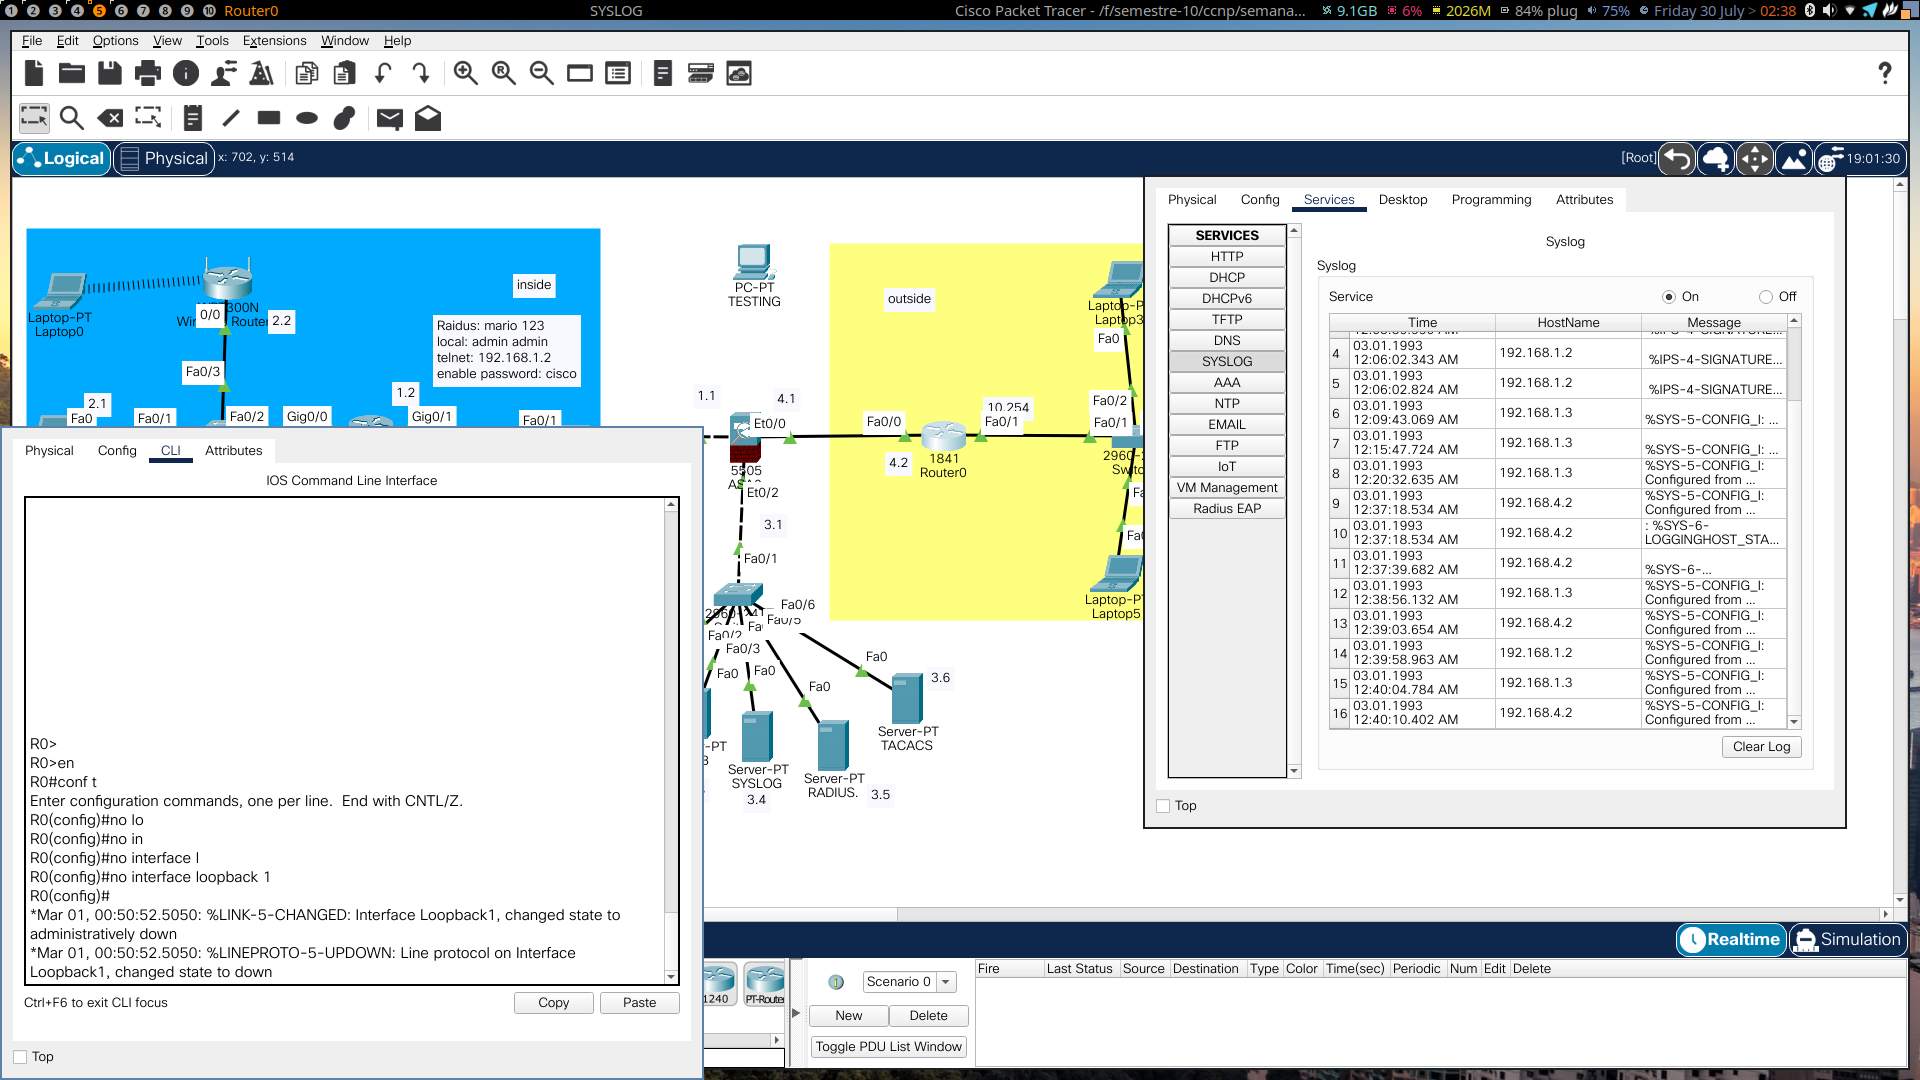 1 2 3 4 5 6 7 8 9 10 Router0
SYSLOG
Cisco Packet Tracer - /f/semestre-10/ccnp/semana...
9.1GB 6% 2026M 84% plug 75% Friday 30 July > 02:38
File Edit Options View Tools Extensions Window Help
Logical Physical x: 702, y: 514
[Root] 19:01:30
inside
Laptop-PT
Laptop0
0/0
300N
Router
2.2
Raidus: mario 123
local: admin admin
telnet: 192.168.1.2
enable password: cisco
Fa0/3
1.2
2.1
Fa0
Fa0/1
Fa0/2
Gig0/0
Gig0/1
Fa0/1
PC-PT
TESTING
outside
Laptop-P
Laptop3
Fa0
1.1
4.1
Et0/0
5505
Et0/2
3.1
Fa0/1
Fa0/0
10.254
Fa0/1
4.2
1841
Router0
Fa0/2
Fa0/1
2960-
Laptop-PT
Laptop5
Fa0/6
Fa0/5
Fa0/2
Fa0/3
Fa0
Fa0
Fa0
Fa0
3.6
Server-PT
TACACS
-PT
Server-PT
SYSLOG
3.4
Server-PT
RADIUS.
3.5
Physical Config Services Desktop Programming Attributes
SERVICES
HTTP
DHCP
DHCPv6
TFTP
DNS
SYSLOG
AAA
NTP
EMAIL
FTP
IoT
VM Management
Radius EAP
Syslog
Syslog
Service On Off
Time HostName Message
4 03.01.1993 12:06:02.343 AM 192.168.1.2 %IPS-4-SIGNATURE...
5 03.01.1993 12:06:02.824 AM 192.168.1.2 %IPS-4-SIGNATURE...
6 03.01.1993 12:09:43.069 AM 192.168.1.3 %SYS-5-CONFIG_I: ...
7 03.01.1993 12:15:47.724 AM 192.168.1.3 %SYS-5-CONFIG_I: ...
8 03.01.1993 12:20:32.635 AM 192.168.1.3 %SYS-5-CONFIG_I: Configured from ...
9 03.01.1993 12:37:18.534 AM 192.168.4.2 %SYS-5-CONFIG_I: Configured from ...
10 03.01.1993 12:37:18.534 AM 192.168.4.2 : %SYS-6-LOGGINGHOST_STA...
11 03.01.1993 12:37:39.682 AM 192.168.4.2 %SYS-6-...
12 03.01.1993 12:38:56.132 AM 192.168.1.3 %SYS-5-CONFIG_I: Configured from ...
13 03.01.1993 12:39:03.654 AM 192.168.4.2 %SYS-5-CONFIG_I: Configured from ...
14 03.01.1993 12:39:58.963 AM 192.168.1.2 %SYS-5-CONFIG_I: Configured from ...
15 03.01.1993 12:40:04.784 AM 192.168.1.3 %SYS-5-CONFIG_I: Configured from ...
16 03.01.1993 12:40:10.402 AM 192.168.4.2 %SYS-5-CONFIG_I: Configured from ...
Clear Log
Top
Physical Config CLI Attributes
IOS Command Line Interface
R0>
R0>en
R0#conf t
Enter configuration commands, one per line. End with CNTL/Z.
R0(config)#no lo
R0(config)#no in
R0(config)#no interface l
R0(config)#no interface loopback 1
R0(config)#
*Mar 01, 00:50:52.5050: %LINK-5-CHANGED: Interface Loopback1, changed state to
administratively down
*Mar 01, 00:50:52.5050: %LINEPROTO-5-UPDOWN: Line protocol on Interface
Loopback1, changed state to down
Ctrl+F6 to exit CLI focus
Copy Paste
Top
Realtime Simulation
1240 PT-Router
Scenario 0
New Delete
Toggle PDU List Window
Fire Last Status Source Destination Type Color Time(sec) Periodic Num Edit Delete